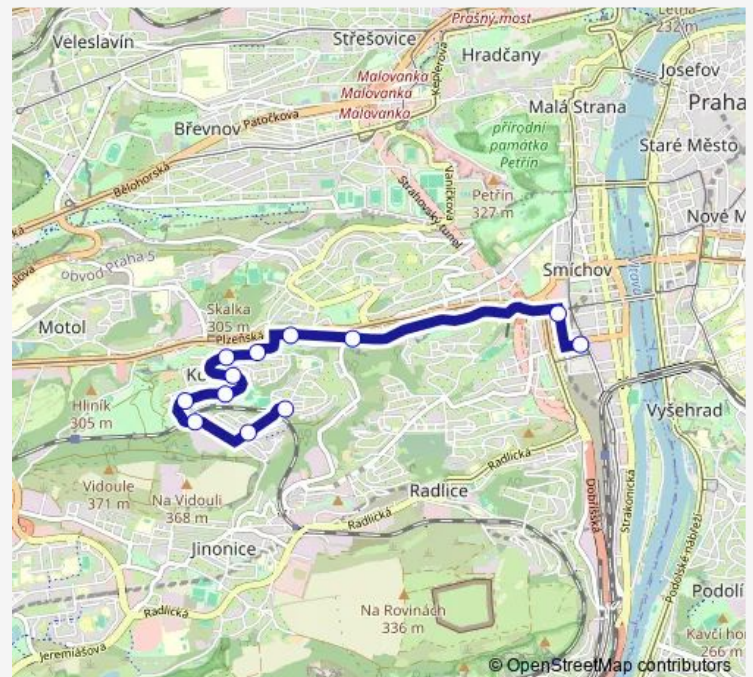 Prašný most
Letná
232 m
Veleslavín
Střešovice
Hradčany
Keplerova
Josefov
Malovanka
Malovanka
Malovanka
Malá Strana
Praha
Břevnov
Patočkova
přírodní
památka
Petřín
Staré Město
Bělohorská
Vaníčkova
Strahovský tunel
Petřín
327 m
Nové M
obvod Praha 5
Smíchov
Vltava
Skalka
305 m
Motol
Plzeňská
Ko
Hliník
305 m
Vyšehrad
Radlická
Vidoule
371 m
Na Vidouli
368 m
Radlice
Dobříšská
Strakonická
Radlická
Jinonice
Podolské nábřeží
Podolí
Na Rovinách
336 m
Radlická
Kavčí ho
266 m
Jeremiášova
© OpenStreetMap contributors